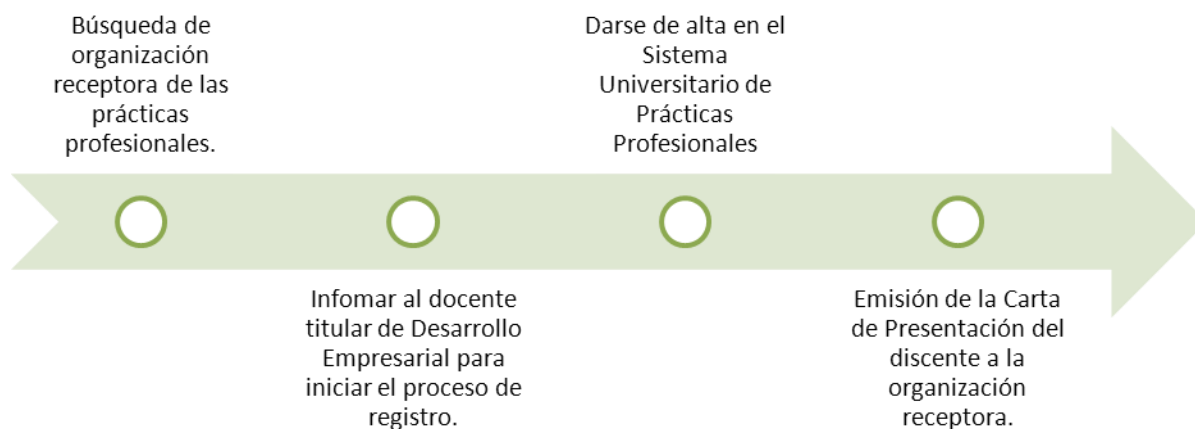 Búsqueda de
organización
receptora de las
prácticas
profesionales.
Infomar al docente
titular de Desarrollo
Empresarial para
iniciar el proceso de
registro.
Darse de alta en el
Sistema
Universitario de
Prácticas
Profesionales
Emisión de la Carta
de Presentación del
discente a la
organización
receptora.